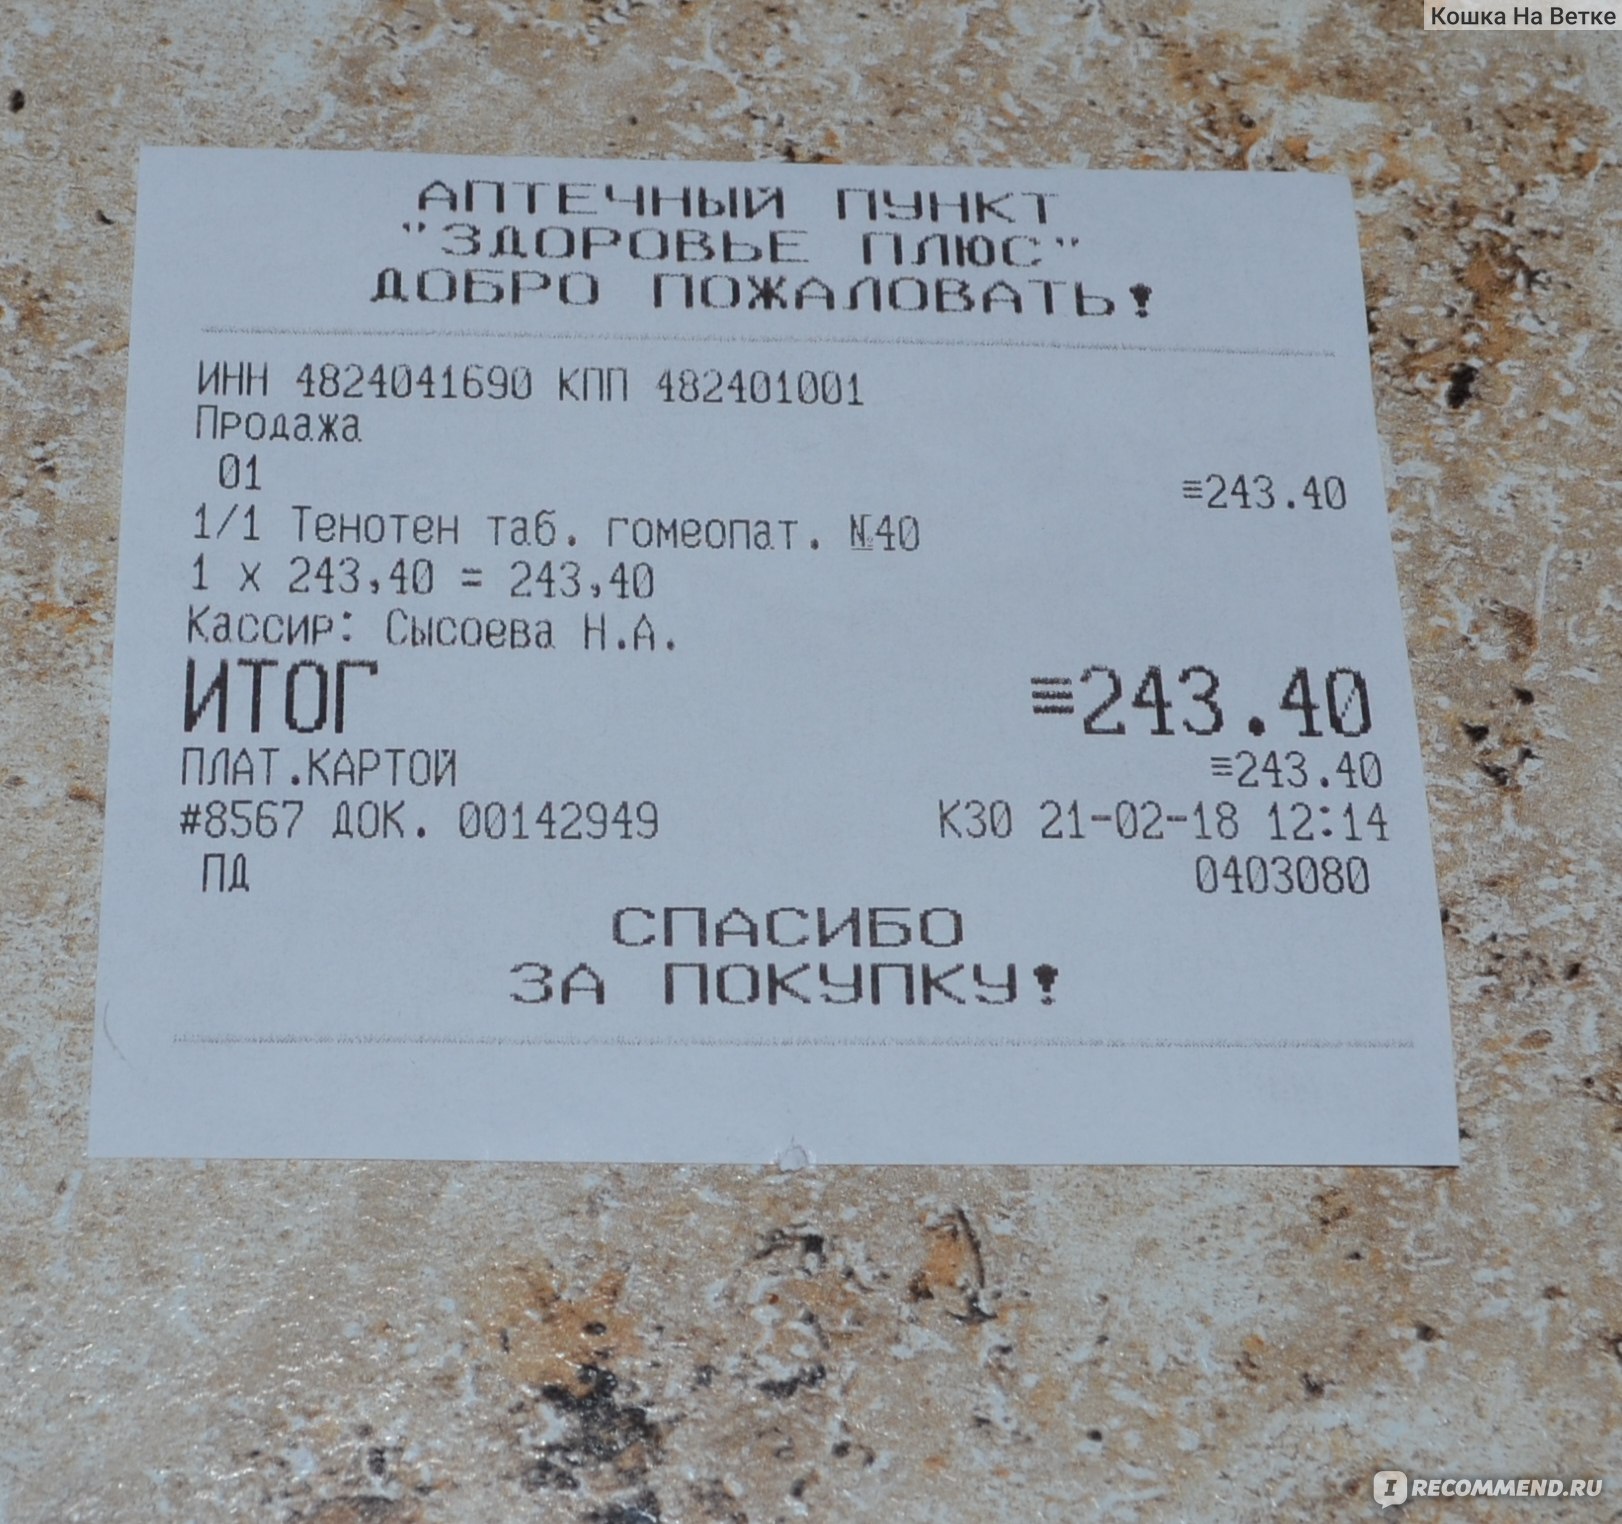 Кошка На Ветке
АПТЕЧНЫЙ ПУНКТ
"ЗДОРОВЬЕ ПЛЮС"
ДОБРО ПОЖАЛОВАТЬ!
ИНН 4824041690 КПП 482401001
Продажа
01 ≡243.40
1/1 Тенотен таб. гомеопат. №40
1 x 243,40 = 243,40
Кассир: Сысоева Н.А.
ИТОГ ≡243.40
ПЛАТ.КАРТОЙ ≡243.40
#8567 ДОК. 00142949 К30 21-02-18 12:14
ПД 0403080
СПАСИБО
ЗА ПОКУПКУ!
IRECOMMEND.RU